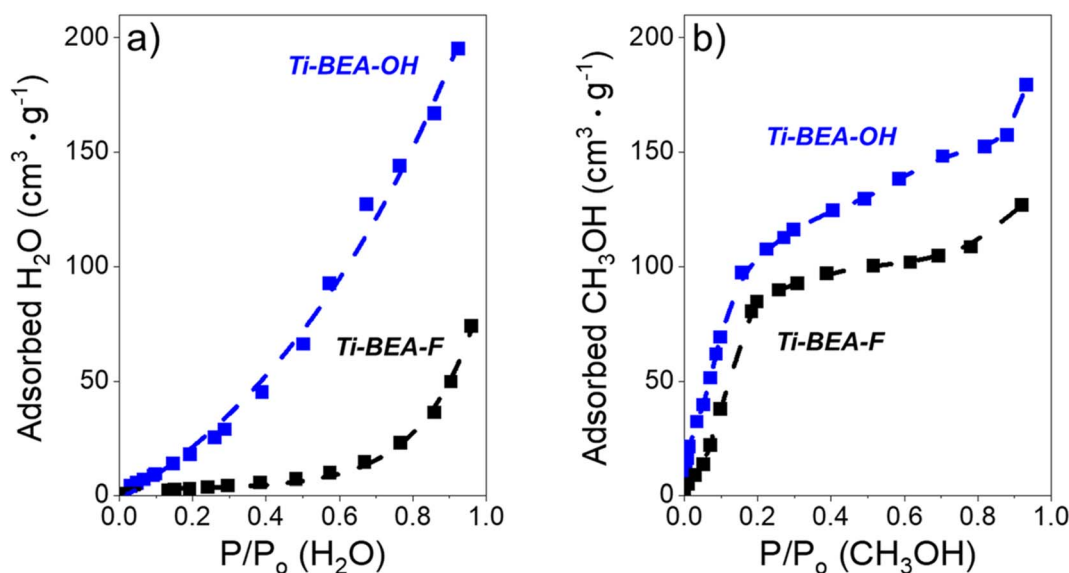 a)
Ti-BEA-OH
Ti-BEA-F
200
150
100
50
0
0.0 0.2 0.4 0.6 0.8 1.0
P/Pₒ (H₂O)
Adsorbed H₂O (cm³ · g⁻¹)
b)
Ti-BEA-OH
Ti-BEA-F
200
150
100
50
0
0.0 0.2 0.4 0.6 0.8 1.0
P/Pₒ (CH₃OH)
Adsorbed CH₃OH (cm³ · g⁻¹)